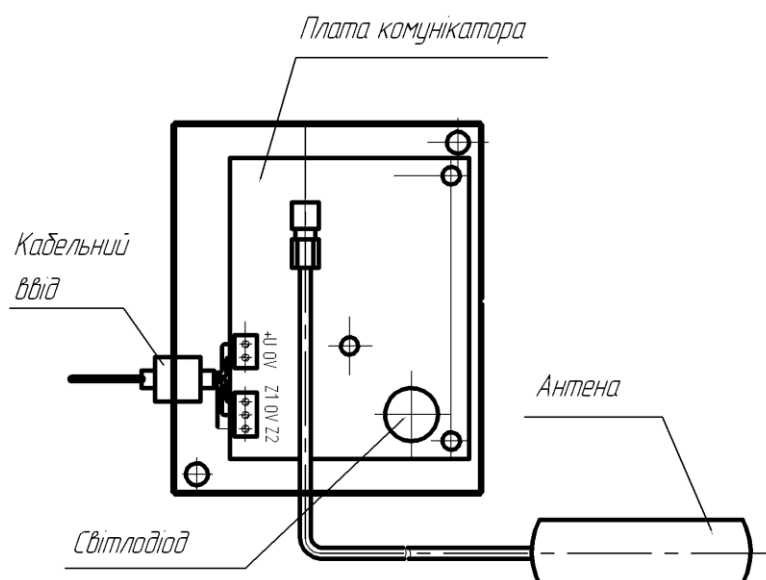 Плата комунікатора
Кабельний
ввід
+U 0V
Z1 0V Z2
Антена
Світлодіод